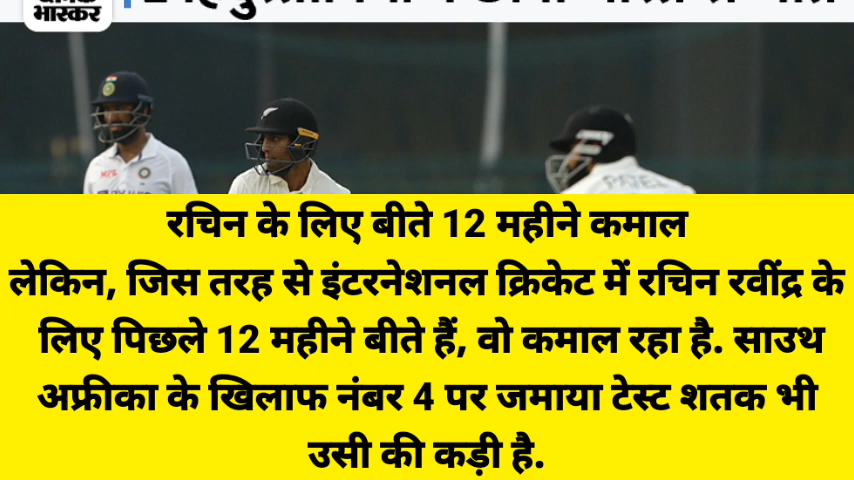 भास्कर
रचिन के लिए बीते 12 महीने कमाल
लेकिन, जिस तरह से इंटरनेशनल क्रिकेट में रचिन रवींद्र के
लिए पिछले 12 महीने बीते हैं, वो कमाल रहा है. साउथ
अफ्रीका के खिलाफ नंबर 4 पर जमाया टेस्ट शतक भी
उसी की कड़ी है.